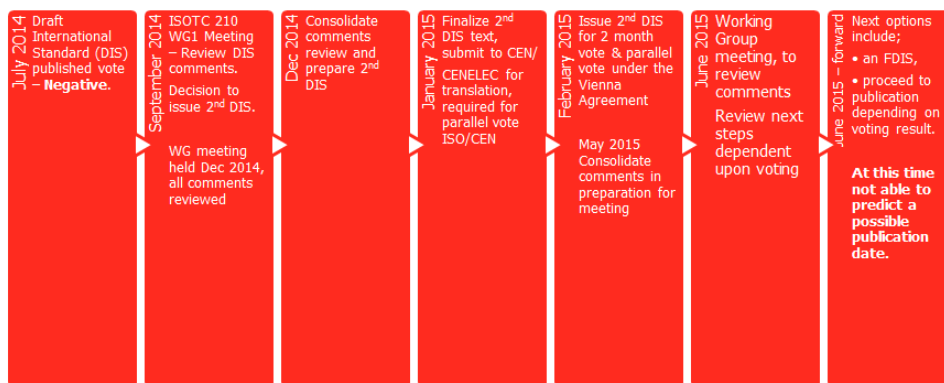 July 2014
Draft
International
Standard (DIS)
published vote
– Negative.
September 2014
ISOTC 210
WG1 Meeting
– Review DIS
comments.
Decision to
issue 2nd DIS.
WG meeting
held Dec 2014,
all comments
reviewed
Dec 2014
Consolidate
comments
review and
prepare 2nd
DIS
January 2015
Finalize 2nd
DIS text,
submit to CEN/
CENELEC for
translation,
required for
parallel vote
ISO/CEN
February 2015
Issue 2nd DIS
for 2 month
vote & parallel
vote under the
Vienna
Agreement
May 2015
Consolidate
comments in
preparation for
meeting
June 2015
Working
Group
meeting, to
review
comments
Review next
steps
dependent
upon voting
June 2015 – forward
Next options
include;
• an FDIS,
• proceed to
publication
depending on
voting result.
At this time
not able to
predict a
possible
publication
date.